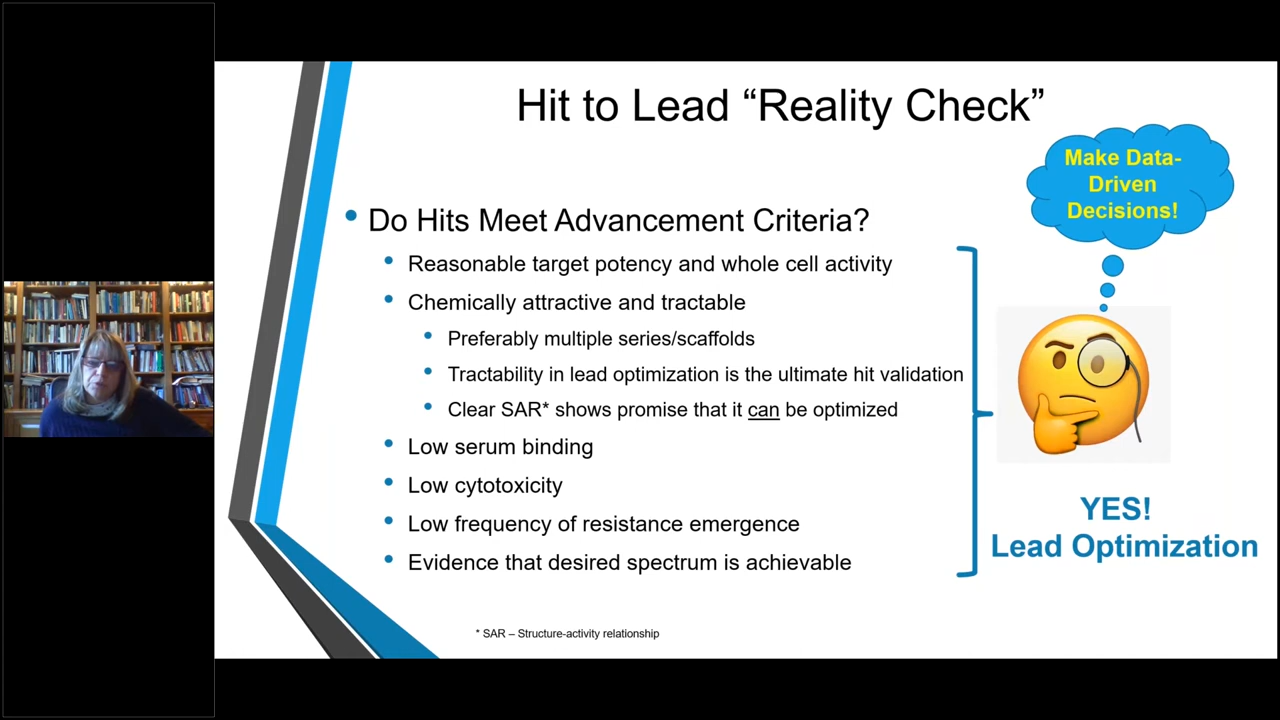 Hit to Lead “Reality Check”
Make Data-
Driven
Decisions!
Do Hits Meet Advancement Criteria?
Reasonable target potency and whole cell activity
Chemically attractive and tractable
Preferably multiple series/scaffolds
Tractability in lead optimization is the ultimate hit validation
Clear SAR* shows promise that it can be optimized
Low serum binding
Low cytotoxicity
Low frequency of resistance emergence
Evidence that desired spectrum is achievable
YES!
Lead Optimization
* SAR – Structure-activity relationship